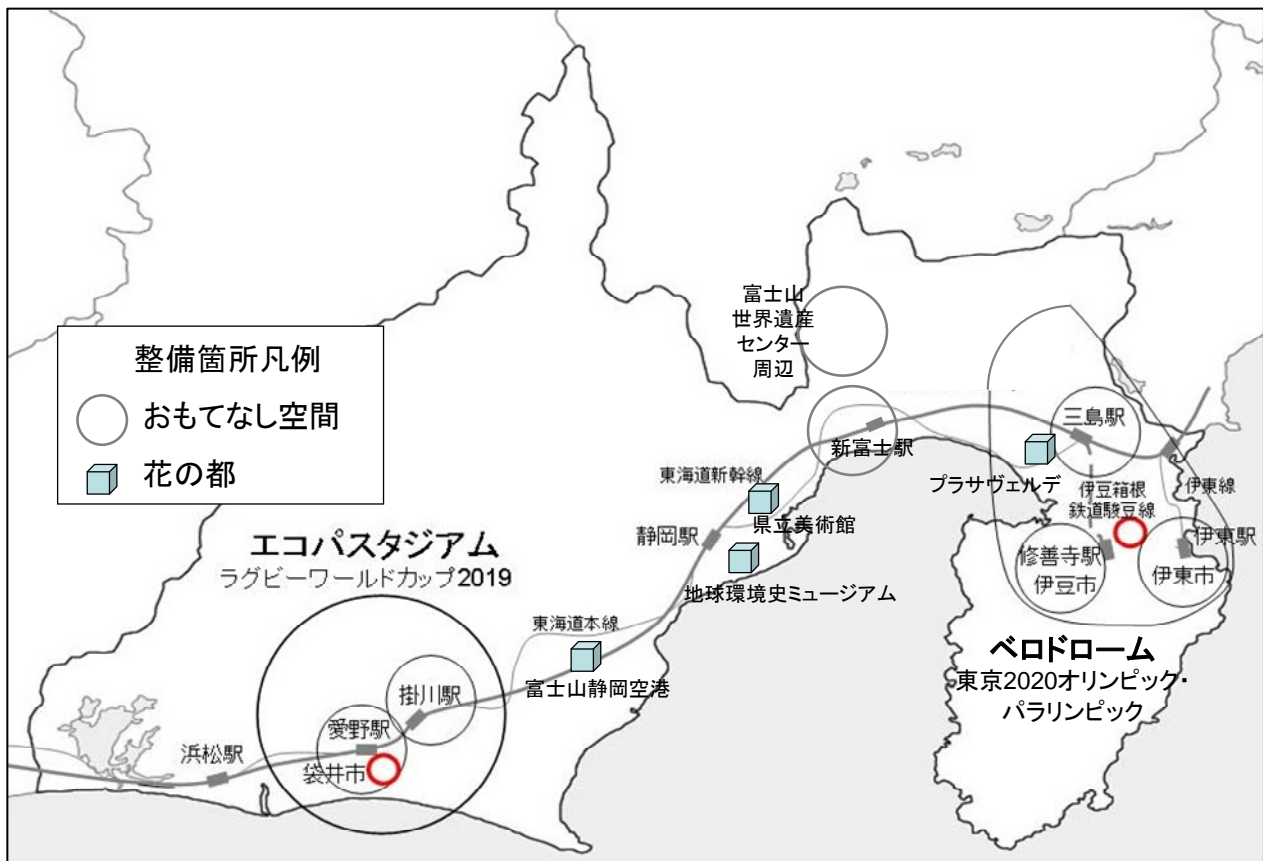 富士山
世界遺産
センター
周辺
整備箇所凡例
おもてなし空間
花の都
三島駅
新富士駅
プラサヴェルデ
伊豆箱根
鉄道駿豆線
伊東線
東海道新幹線
県立美術館
静岡駅
地球環境史ミュージアム
修善寺駅
伊豆市
伊東駅
伊東市
エコパスタジアム
ラグビーワールドカップ2019
東海道本線
富士山静岡空港
ベロドローム
東京2020オリンピック・
パラリンピック
掛川駅
愛野駅
浜松駅
袋井市